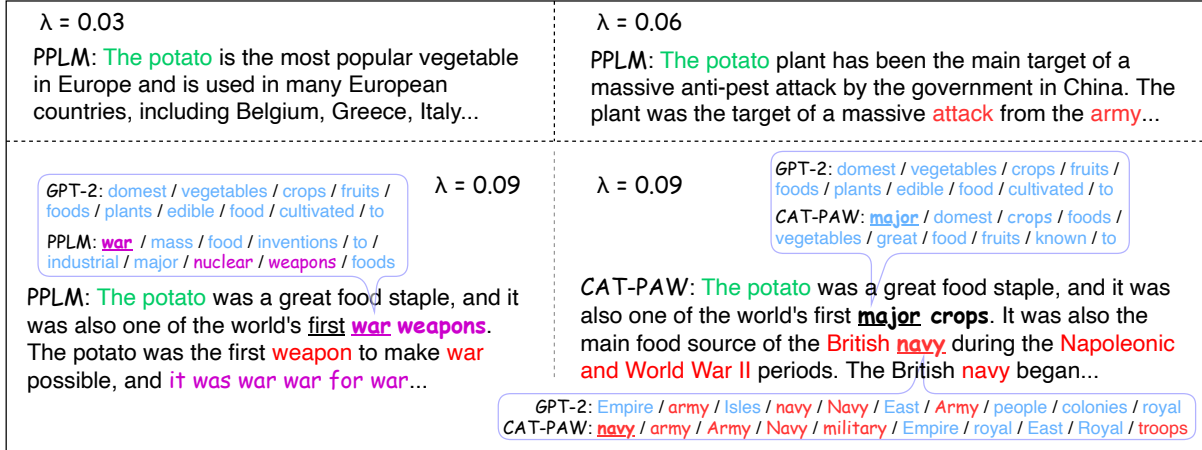 λ = 0.03
PPLM: The potato is the most popular vegetable
in Europe and is used in many European
countries, including Belgium, Greece, Italy...
λ = 0.06
PPLM: The potato plant has been the main target of a
massive anti-pest attack by the government in China. The
plant was the target of a massive attack from the army...
GPT-2: domest / vegetables / crops / fruits /
foods / plants / edible / food / cultivated / to
PPLM: war / mass / food / inventions / to /
industrial / major / nuclear / weapons / foods
λ = 0.09
PPLM: The potato was a great food staple, and it
was also one of the world's first war weapons.
The potato was the first weapon to make war
possible, and it was war war for war...
λ = 0.09
GPT-2: domest / vegetables / crops / fruits /
foods / plants / edible / food / cultivated / to
CAT-PAW: major / domest / crops / foods /
vegetables / great / food / fruits / known / to
CAT-PAW: The potato was a great food staple, and it was
also one of the world's first major crops. It was also the
main food source of the British navy during the Napoleonic
and World War II periods. The British navy began...
GPT-2: Empire / army / Isles / navy / Navy / East / Army / people / colonies / royal
CAT-PAW: navy / army / Army / Navy / military / Empire / royal / East / Royal / troops